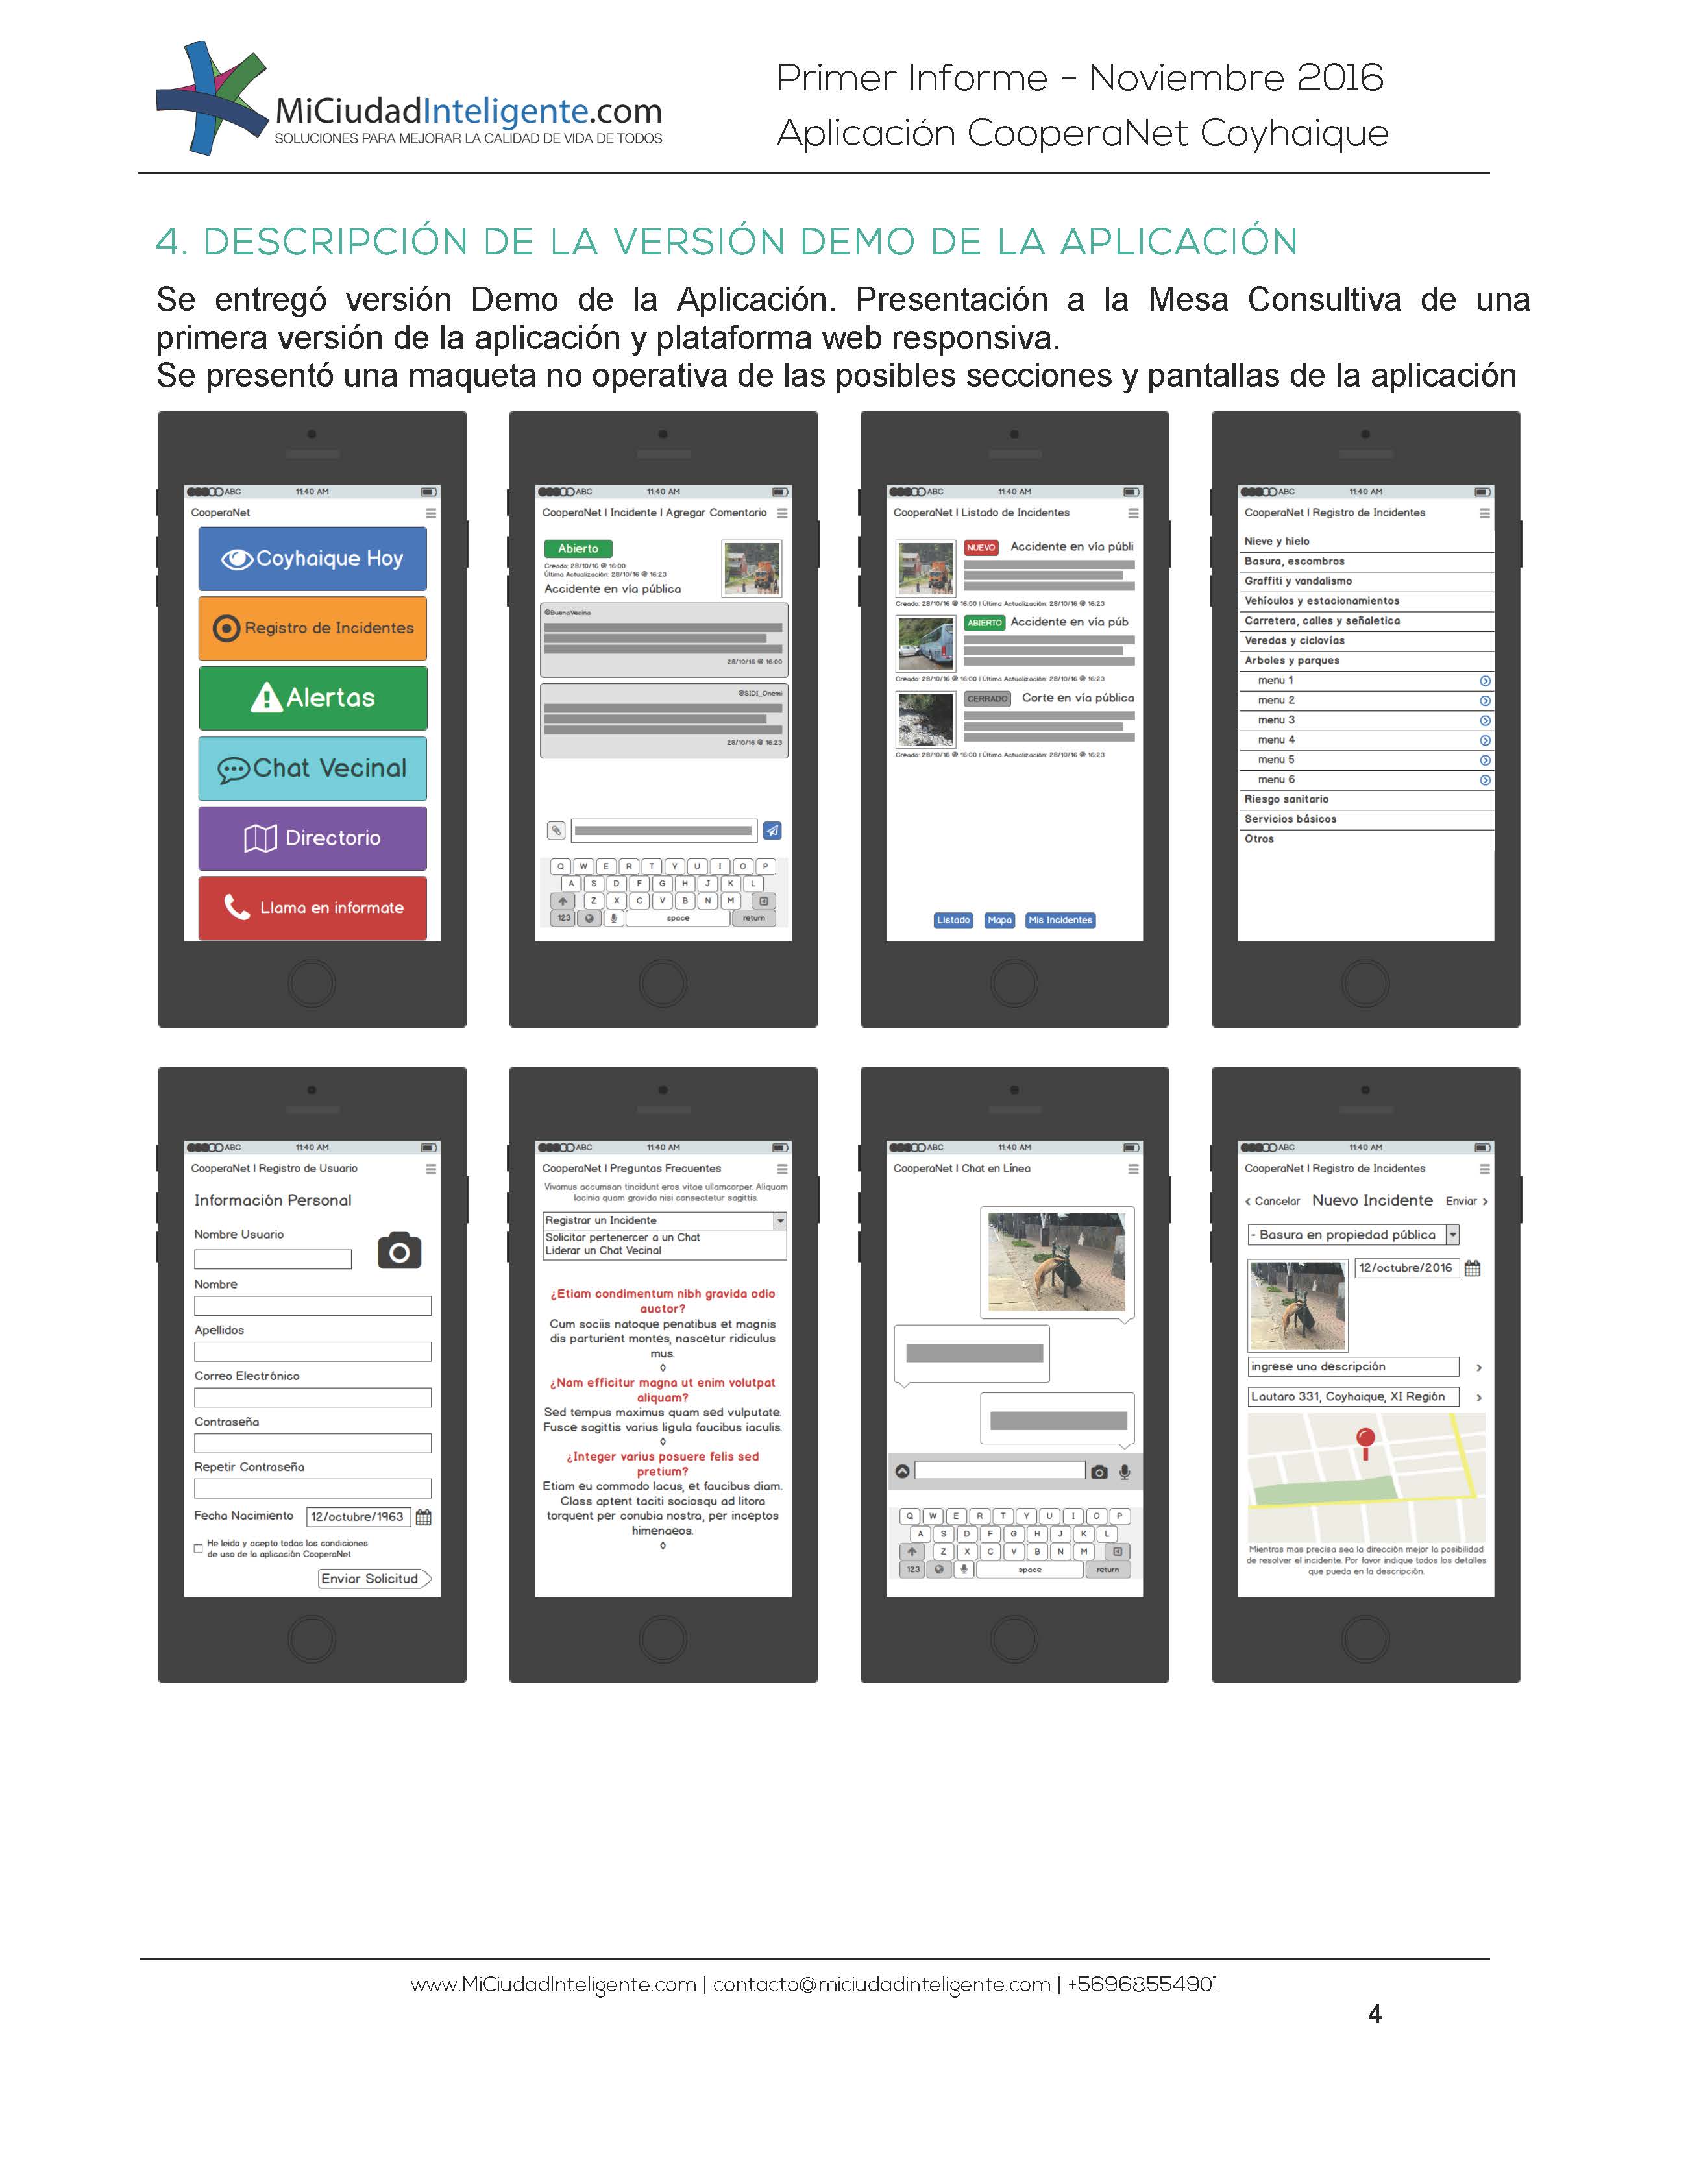 MiCiudadInteligente.com
SOLUCIONES PARA MEJORAR LA CALIDAD DE VIDA DE TODOS
Primer Informe - Noviembre 2016
Aplicación CooperaNet Coyhaique
4. DESCRIPCIÓN DE LA VERSIÓN DEMO DE LA APLICACIÓN
Se entregó versión Demo de la Aplicación. Presentación a la Mesa Consultiva de una
primera versión de la aplicación y plataforma web responsiva.
Se presentó una maqueta no operativa de las posibles secciones y pantallas de la aplicación
ABC 11:40 AM
CooperaNet
Coyhaique Hoy
Registro de Incidentes
Alertas
Chat Vecinal
Directorio
Llama en informate
ABC 11:40 AM
CooperaNet | Incidente | Agregar Comentario
Abierto
Creado: 28/10/16 @ 16:00
Última Actualización: 28/10/16 @ 16:23
Accidente en vía pública
@BuenaVecina
28/10/16 @ 16:00
@SIDI_Onemi
28/10/16 @ 16:23
Q W E R T Y U I O P
A S D F G H J K L
Z X C V B N M
123 space return
ABC 11:40 AM
CooperaNet | Listado de Incidentes
NUEVO Accidente en vía públi
Creado: 28/10/16 @ 16:00 | Última Actualización: 28/10/16 @ 16:23
ABIERTO Accidente en vía púb
Creado: 28/10/16 @ 16:00 | Última Actualización: 28/10/16 @ 16:23
CERRADO Corte en vía pública
Creado: 28/10/16 @ 16:00 | Última Actualización: 28/10/16 @ 16:23
Listado Mapa Mis Incidentes
ABC 11:40 AM
CooperaNet | Registro de Incidentes
Nieve y hielo
Basura, escombros
Graffiti y vandalismo
Vehículos y estacionamientos
Carretera, calles y señaletica
Veredas y ciclovías
Arboles y parques
menu 1
menu 2
menu 3
menu 4
menu 5
menu 6
Riesgo sanitario
Servicios básicos
Otros
ABC 11:40 AM
CooperaNet | Registro de Usuario
Información Personal
Nombre Usuario
Nombre
Apellidos
Correo Electrónico
Contraseña
Repetir Contraseña
Fecha Nacimiento 12/octubre/1963
He leido y acepto todas las condiciones
de uso de la aplicación CooperaNet.
Enviar Solicitud
ABC 11:40 AM
CooperaNet | Preguntas Frecuentes
Vivamus accumsan tincidunt eros vitae ullamcorper. Aliquam
lacinia quam gravida nisi consectetur sagittis.
Registrar un Incidente
Solicitar pertenercer a un Chat
Liderar un Chat Vecinal
¿Etiam condimentum nibh gravida odio
auctor?
Cum sociis natoque penatibus et magnis
dis parturient montes, nascetur ridiculus
mus.
◊
¿Nam efficitur magna ut enim volutpat
aliquam?
Sed tempus maximus quam sed vulputate.
Fusce sagittis varius ligula faucibus iaculis.
◊
¿Integer varius posuere felis sed
pretium?
Etiam eu commodo lacus, et faucibus diam.
Class aptent taciti sociosqu ad litora
torquent per conubia nostra, per inceptos
himenaeos.
◊
ABC 11:40 AM
CooperaNet | Chat en Línea
Q W E R T Y U I O P
A S D F G H J K L
Z X C V B N M
123 space return
ABC 11:40 AM
CooperaNet | Registro de Incidentes
< Cancelar Nuevo Incidente Enviar >
- Basura en propiedad pública
12/octubre/2016
ingrese una descripción >
Lautaro 331, Coyhaique, XI Región >
Mientras mas precisa sea la dirección mejor la posibilidad
de resolver el incidente. Por favor indique todos los detalles
que pueda en la descripción.
www.MiCiudadInteligente.com | contacto@miciudadinteligente.com | +56968554901
4